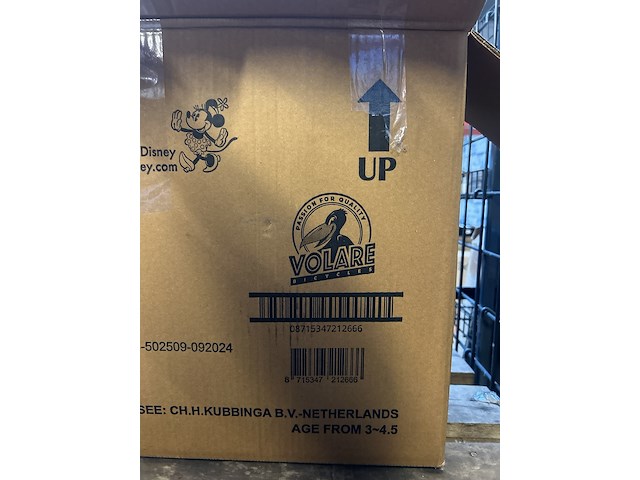 Disney
ey.com
UP
PASSION FOR QUALITY
VOLARE
BICYCLES
D8715347212666
-502509-092024
8 715347 212666
SEE: CH.H.KUBBINGA B.V.-NETHERLANDS
AGE FROM 3~4.5